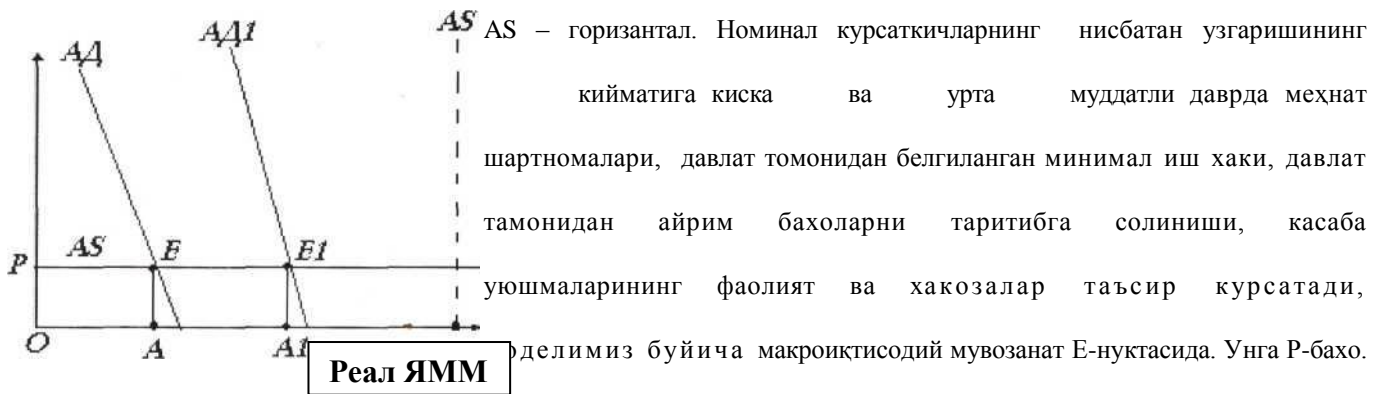 АД
АД1
AS
AS
E
E1
P
O
A
A1
Реал ЯММ
AS – горизантал. Номинал курсаткичларнинг нисбатан узгаришининг
кийматига киска ва урта муддатли даврда меҳнат
шартномалари, давлат томонидан белгиланган минимал иш хаки, давлат
тамонидан айрим бахоларни таритибга солиниши, касаба
уюшмаларининг фаолият ва хакозалар таъсир курсатади,
оделимиз буйича макроиқтисодий мувозанат Е-нуктасида. Унга Р-бахо.